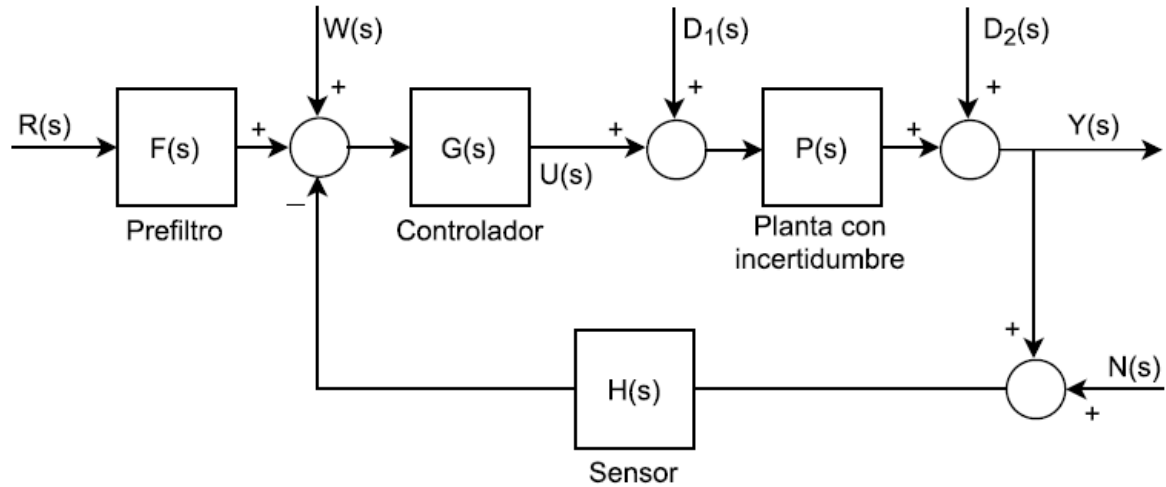 W(s)
D₁(s)
D₂(s)
+
+
+
R(s)
F(s)
+
G(s)
+
P(s)
+
Y(s)
U(s)
−
Prefiltro
Controlador
Planta con
incertidumbre
+
H(s)
N(s)
+
Sensor